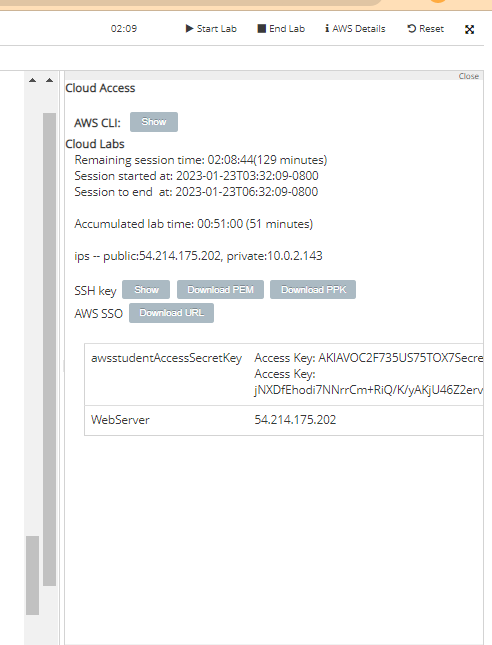 02:09 Start Lab End Lab AWS Details Reset
Close
Cloud Access
AWS CLI: Show
Cloud Labs
Remaining session time: 02:08:44(129 minutes)
Session started at: 2023-01-23T03:32:09-0800
Session to end at: 2023-01-23T06:32:09-0800
Accumulated lab time: 00:51:00 (51 minutes)
ips -- public:54.214.175.202, private:10.0.2.143
SSH key Show Download PEM Download PPK
AWS SSO Download URL
awsstudentAccessSecretKey Access Key: AKIAVOC2F735US75TOX7Secre
Access Key:
jNXDfEhodi7NNrrCm+RiQ/K/yAKjU46Z2erv
WebServer 54.214.175.202